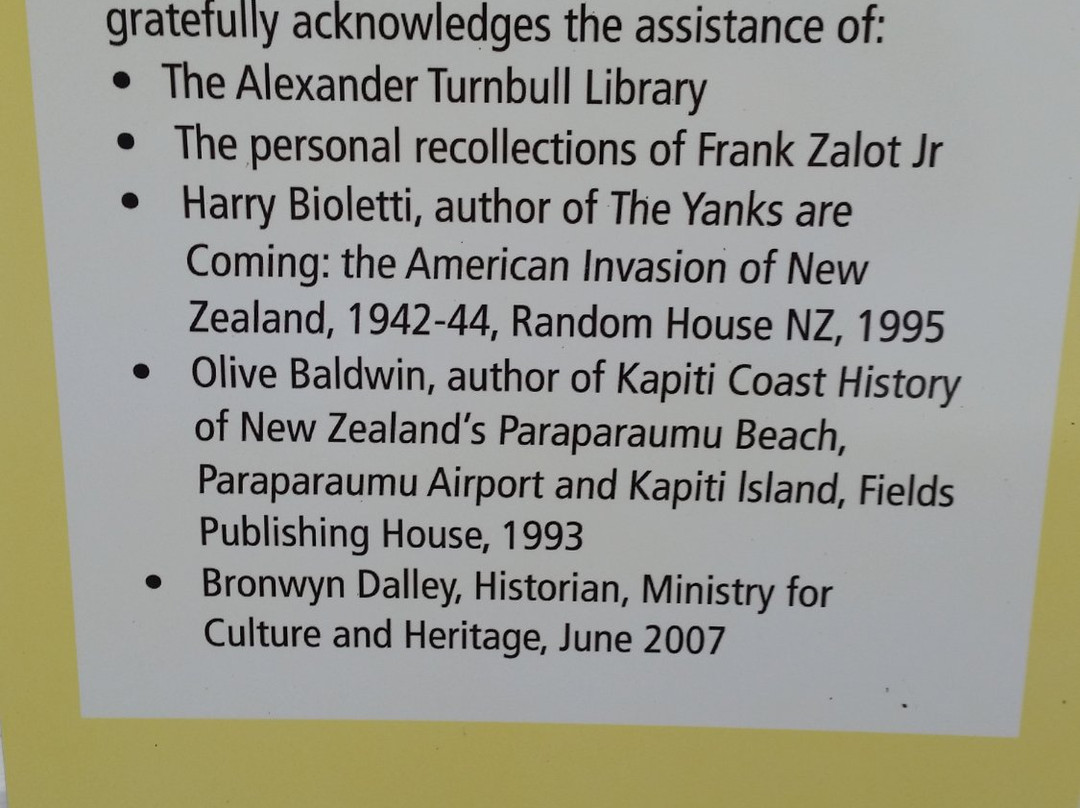 gratefully acknowledges the assistance of:
• The Alexander Turnbull Library
• The personal recollections of Frank Zalot Jr
• Harry Bioletti, author of The Yanks are
Coming: the American Invasion of New
Zealand, 1942-44, Random House NZ, 1995
• Olive Baldwin, author of Kapiti Coast History
of New Zealand's Paraparaumu Beach,
Paraparaumu Airport and Kapiti Island, Fields
Publishing House, 1993
• Bronwyn Dalley, Historian, Ministry for
Culture and Heritage, June 2007